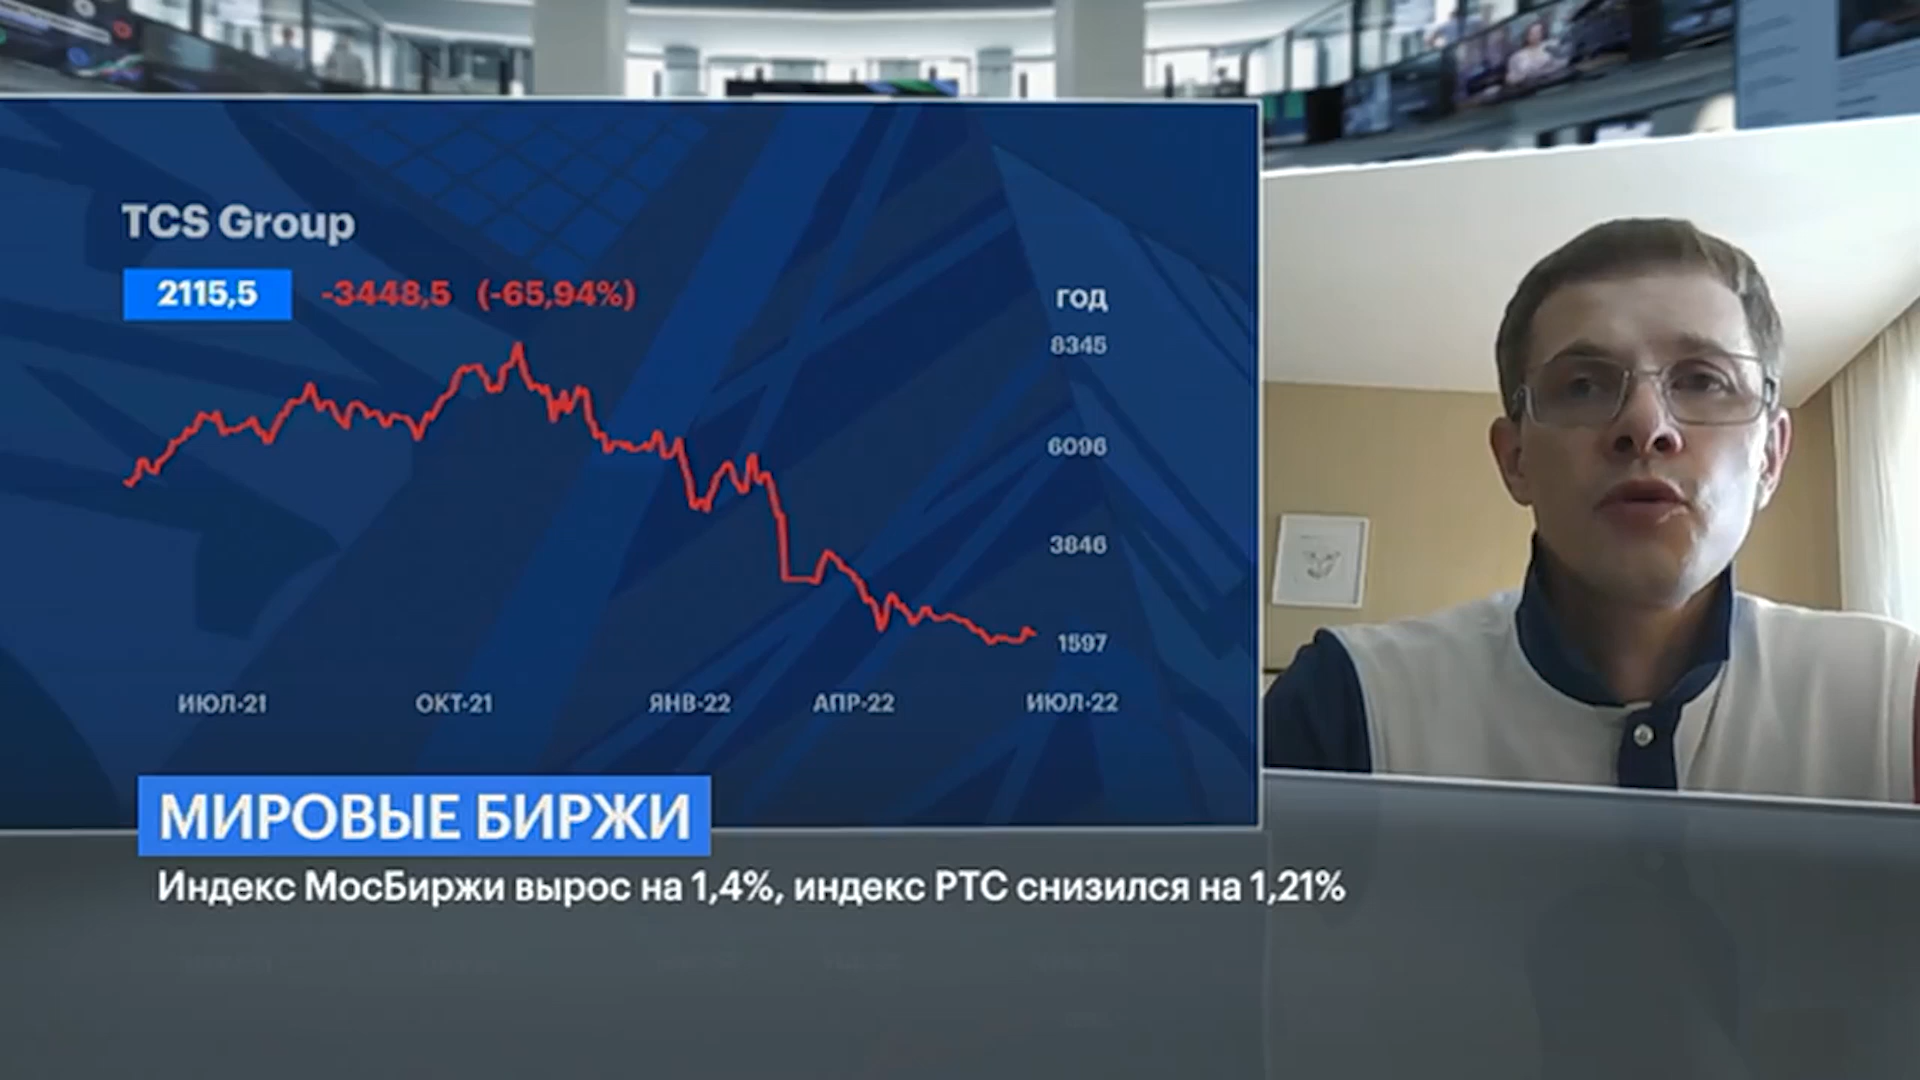 TCS Group
2115,5 -3448,5 (-65,94%)
ГОД
8345
6096
3846
1597
ИЮЛ-21 ОКТ-21 ЯНВ-22 АПР-22 ИЮЛ-22
МИРОВЫЕ БИРЖИ
Индекс МосБиржи вырос на 1,4%, индекс РТС снизился на 1,21%